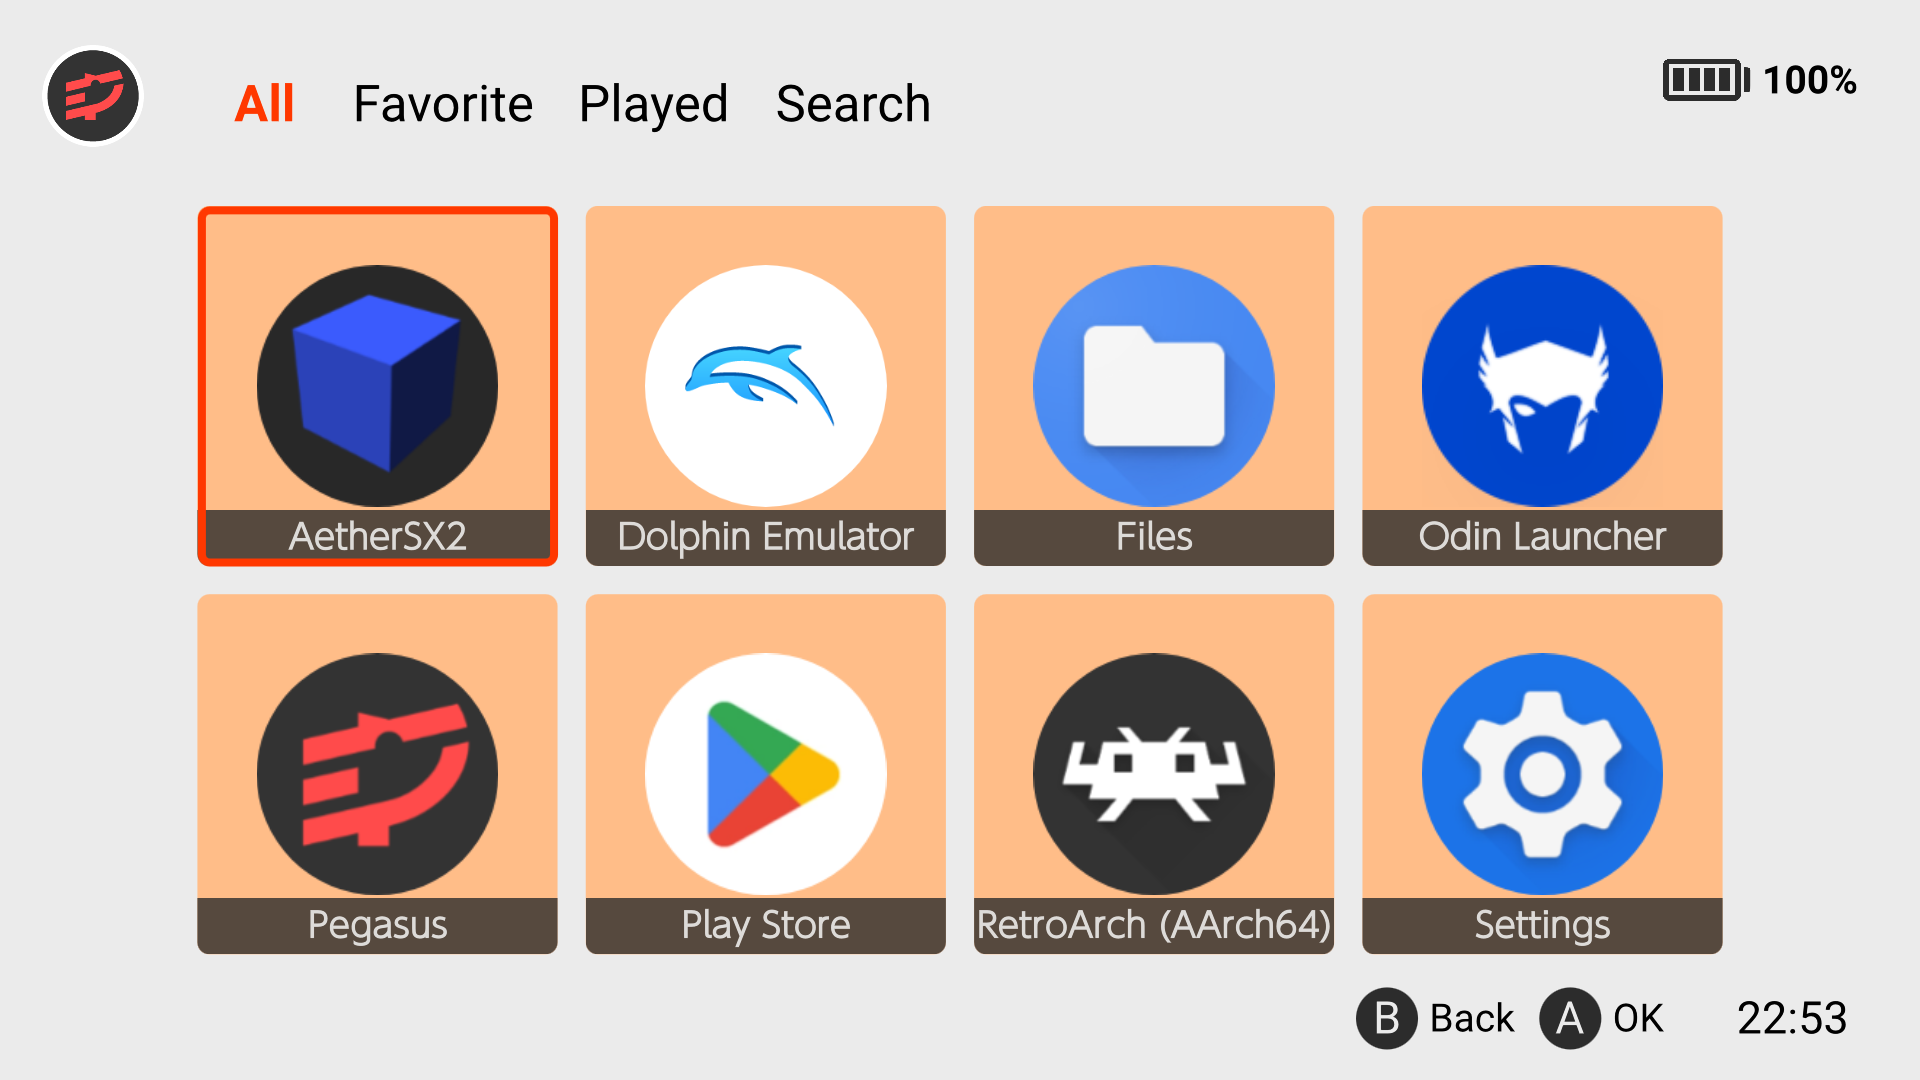 All Favorite Played Search
100%
AetherSX2
Dolphin Emulator
Files
Odin Launcher
Pegasus
Play Store
RetroArch (AArch64)
Settings
B Back A OK 22:53